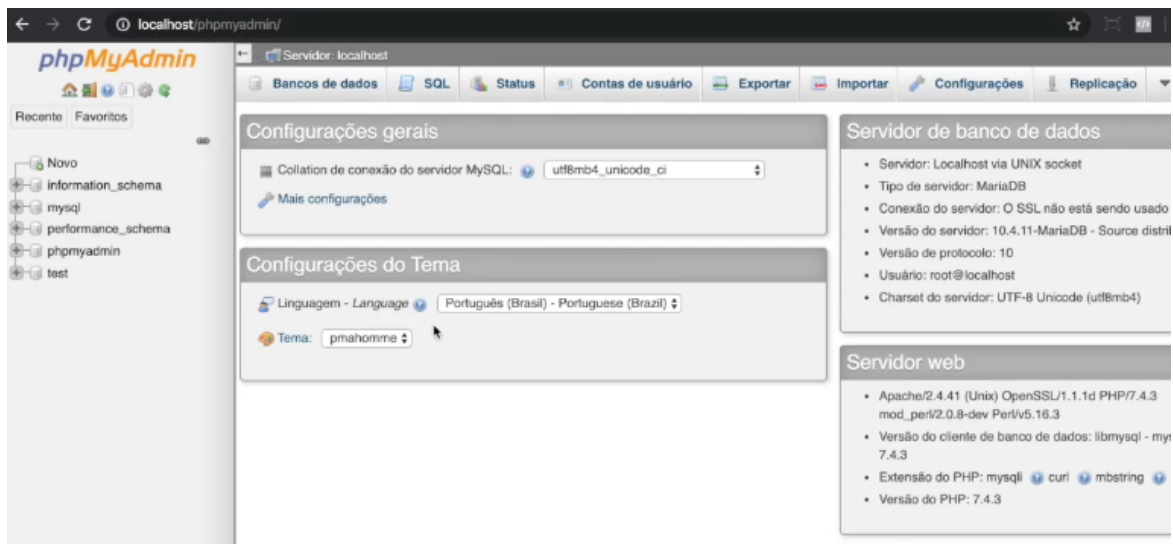 localhost/phpmyadmin/
phpMyAdmin
Recente Favoritos
Novo
information_schema
mysql
performance_schema
phpmyadmin
test
Servidor: localhost
Bancos de dados SQL Status Contas de usuário Exportar Importar Configurações Replicação
Configurações gerais
Collation de conexão do servidor MySQL: utf8mb4_unicode_ci
Mais configurações
Configurações do Tema
Linguagem - Language Português (Brasil) - Portuguese (Brazil)
Tema: pmahomme
Servidor de banco de dados
Servidor: Localhost via UNIX socket
Tipo de servidor: MariaDB
Conexão do servidor: O SSL não está sendo usado
Versão do servidor: 10.4.11-MariaDB - Source
Versão de protocolo: 10
Usuário: root@localhost
Charset do servidor: UTF-8 Unicode (utf8mb4)
Servidor web
Apache/2.4.41 (Unix) OpenSSL/1.1.1d PHP/7.4.3
mod_perl/2.0.8-dev Perl/v5.16.3
Versão do cliente de banco de dados: libmysql -
7.4.3
Extensão do PHP: mysqli curl mbstring
Versão do PHP: 7.4.3